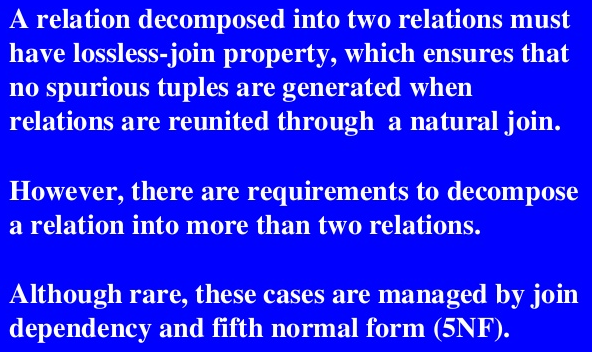 A relation decomposed into two relations must
have lossless-join property, which ensures that
no spurious tuples are generated when
relations are reunited through a natural join.
However, there are requirements to decompose
a relation into more than two relations.
Although rare, these cases are managed by join
dependency and fifth normal form (5NF).